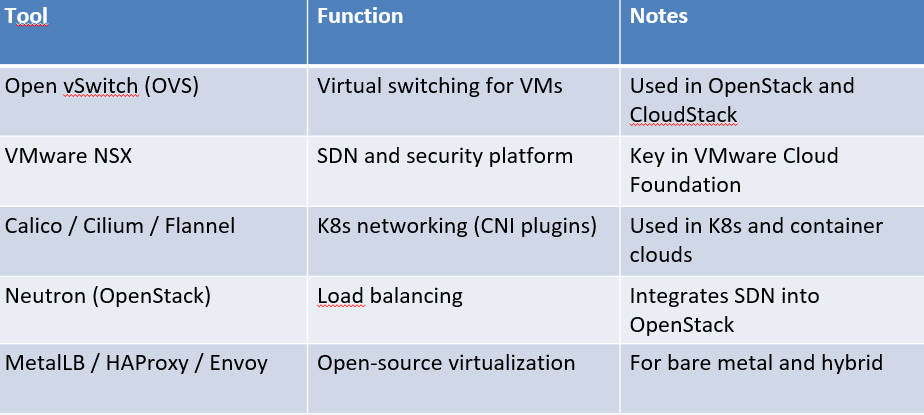 Tool Function Notes
Open vSwitch (OVS) Virtual switching for VMs Used in OpenStack and
CloudStack
VMware NSX SDN and security platform Key in VMware Cloud
Foundation
Calico / Cilium / Flannel K8s networking (CNI plugins) Used in K8s and container
clouds
Neutron (OpenStack) Load balancing Integrates SDN into
OpenStack
MetalLB / HAProxy / Envoy Open-source virtualization For bare metal and hybrid